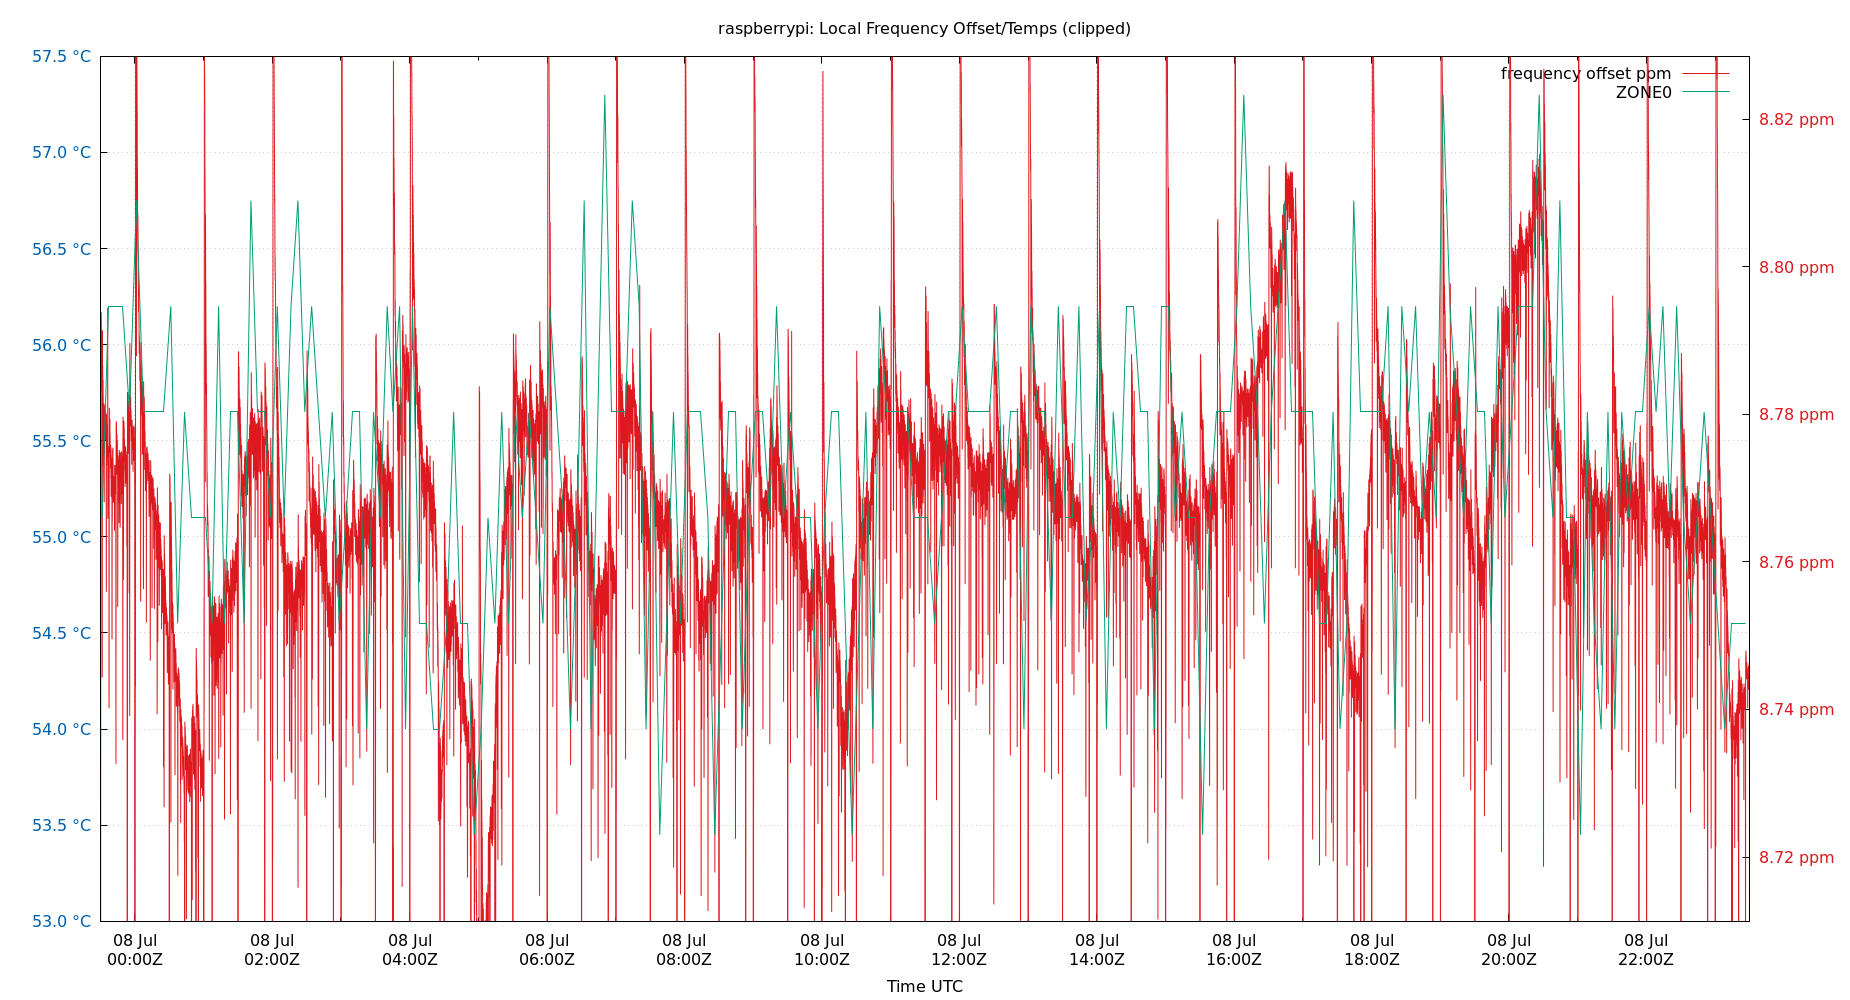 raspberrypi: Local Frequency Offset/Temps (clipped)
57.5 °C
57.0 °C
56.5 °C
56.0 °C
55.5 °C
55.0 °C
54.5 °C
54.0 °C
53.5 °C
53.0 °C
frequency offset ppm
ZONE0
8.82 ppm
8.80 ppm
8.78 ppm
8.76 ppm
8.74 ppm
8.72 ppm
08 Jul 08 Jul 08 Jul 08 Jul 08 Jul 08 Jul 08 Jul 08 Jul 08 Jul 08 Jul 08 Jul 08 Jul
00:00Z 02:00Z 04:00Z 06:00Z 08:00Z 10:00Z 12:00Z 14:00Z 16:00Z 18:00Z 20:00Z 22:00Z
Time UTC